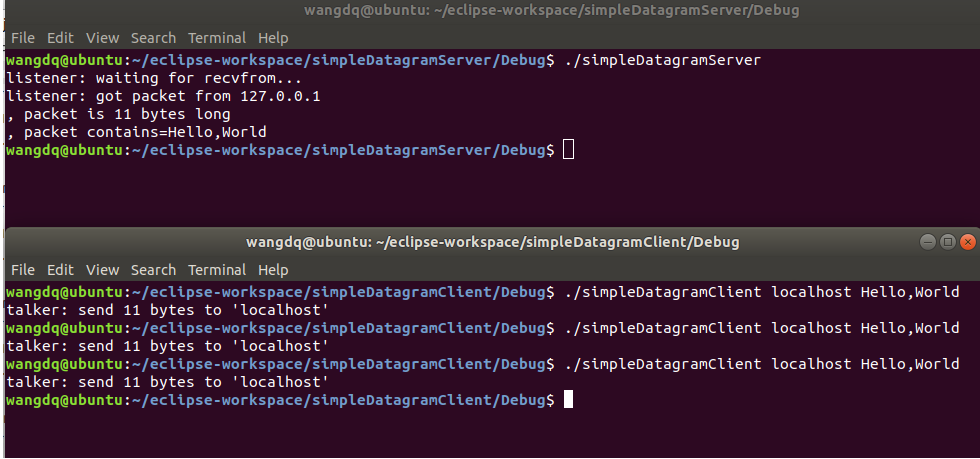 wangdq@ubuntu: ~/eclipse-workspace/simpleDatagramServer/Debug
File Edit View Search Terminal Help
wangdq@ubuntu:~/eclipse-workspace/simpleDatagramServer/Debug$ ./simpleDatagramServer
listener: waiting for recvfrom...
listener: got packet from 127.0.0.1
, packet is 11 bytes long
, packet contains=Hello,World
wangdq@ubuntu:~/eclipse-workspace/simpleDatagramServer/Debug$
wangdq@ubuntu: ~/eclipse-workspace/simpleDatagramClient/Debug
File Edit View Search Terminal Help
wangdq@ubuntu:~/eclipse-workspace/simpleDatagramClient/Debug$ ./simpleDatagramClient localhost Hello,World
talker: send 11 bytes to 'localhost'
wangdq@ubuntu:~/eclipse-workspace/simpleDatagramClient/Debug$ ./simpleDatagramClient localhost Hello,World
talker: send 11 bytes to 'localhost'
wangdq@ubuntu:~/eclipse-workspace/simpleDatagramClient/Debug$ ./simpleDatagramClient localhost Hello,World
talker: send 11 bytes to 'localhost'
wangdq@ubuntu:~/eclipse-workspace/simpleDatagramClient/Debug$